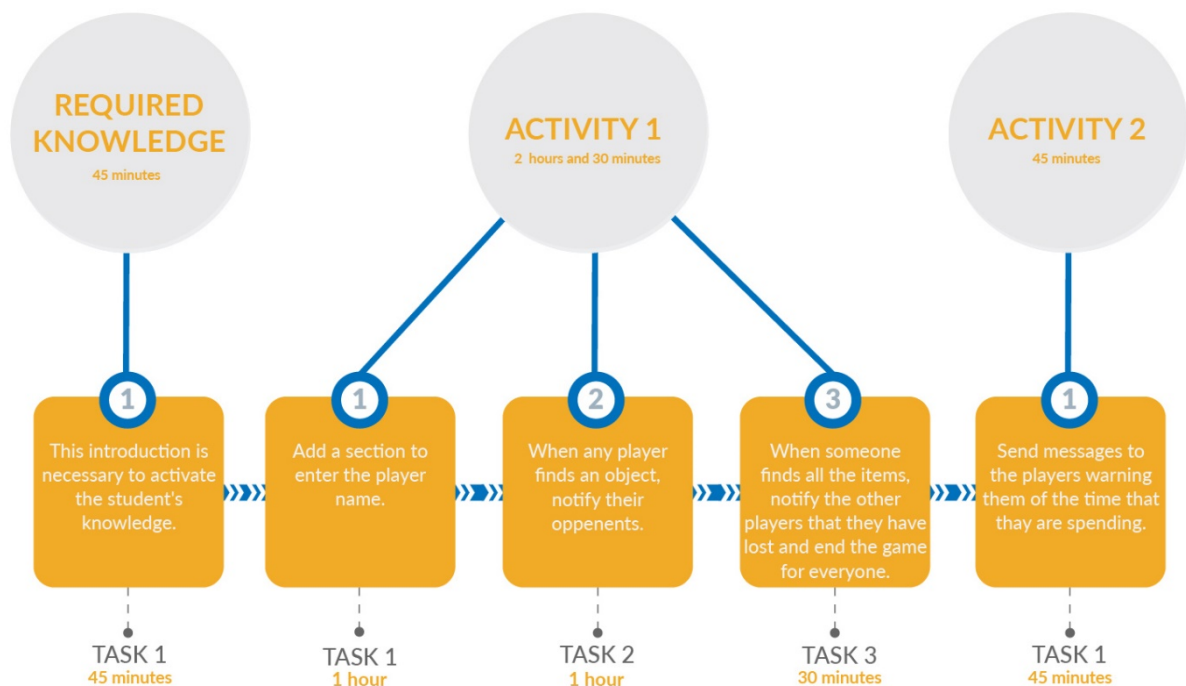 REQUIRED
KNOWLEDGE
45 minutes
ACTIVITY 1
2 hours and 30 minutes
ACTIVITY 2
45 minutes
1
This introduction is
necessary to activate
the student's
knowledge.
1
Add a section to
enter the player
name.
2
When any player
finds an object,
notify their
oppenents.
3
When someone
finds all the items,
notify the other
players that they have
lost and end the game
for everyone.
1
Send messages to
the players warning
them of the time that
thay are spending.
TASK 1
45 minutes
TASK 1
1 hour
TASK 2
1 hour
TASK 3
30 minutes
TASK 1
45 minutes